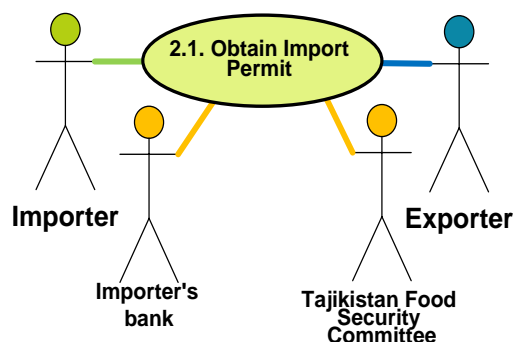 2.1. Obtain Import
Permit
Importer
Exporter
Importer's
bank
Tajikistan Food
Security
Committee